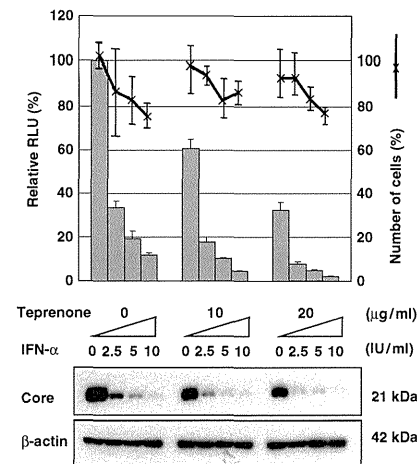 120
100
80
60
40
20
0
Relative RLU (%)
100
80
60
40
20
0
Number of cells (%)
Teprenone 0 10 20 (μg/ml)
IFN-α 0 2.5 5 10 0 2.5 5 10 0 2.5 5 10 (IU/ml)
Core 21 kDa
β-actin 42 kDa